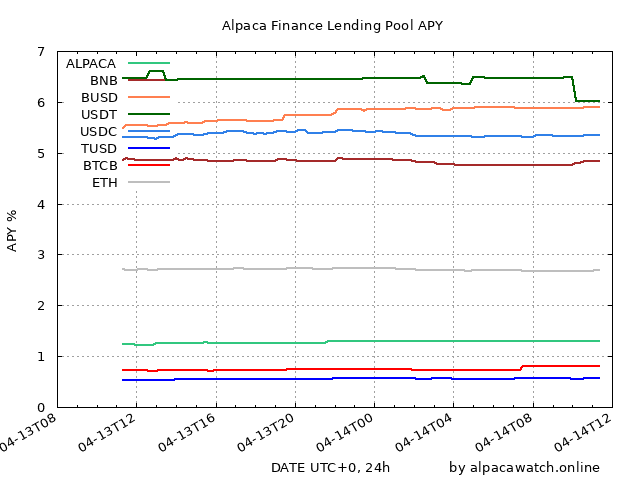 Alpaca Finance Lending Pool APY
7
6
5
4
3
2
1
0
APY %
ALPACA
BNB
BUSD
USDT
USDC
TUSD
BTCB
ETH
04-13T08
04-13T12
04-13T16
04-13T20
04-14T00
04-14T04
04-14T08
04-14T12
DATE UTC+0, 24h
by alpacawatch.online